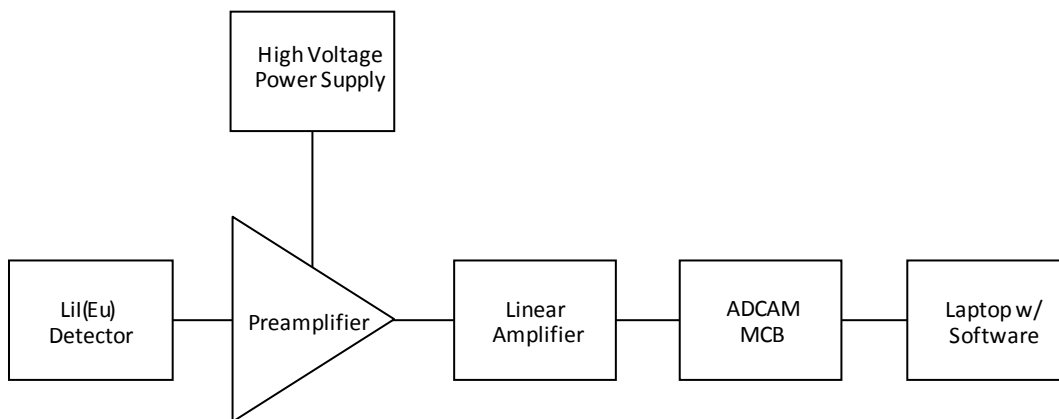 High Voltage
Power Supply
LiI(Eu)
Detector
Preamplifier
Linear
Amplifier
ADCAM
MCB
Laptop w/
Software